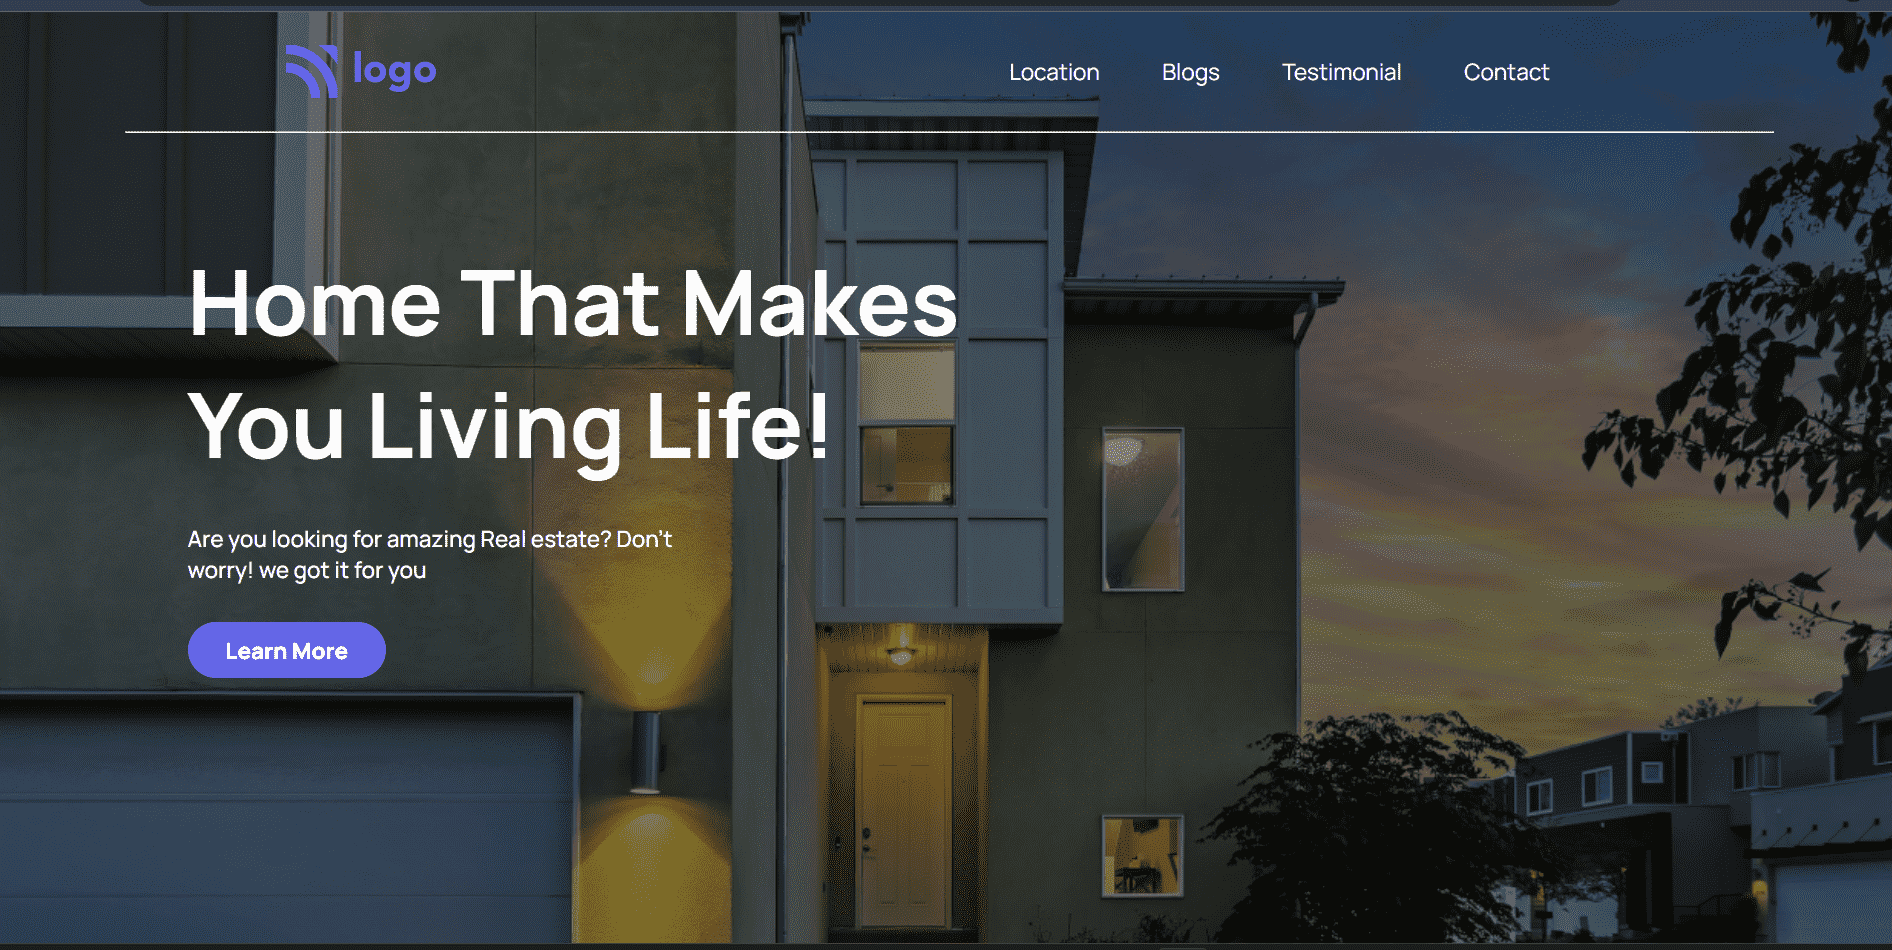 logo
Location
Blogs
Testimonial
Contact
Home That Makes
You Living Life!
Are you looking for amazing Real estate? Don't
worry! we got it for you
Learn More